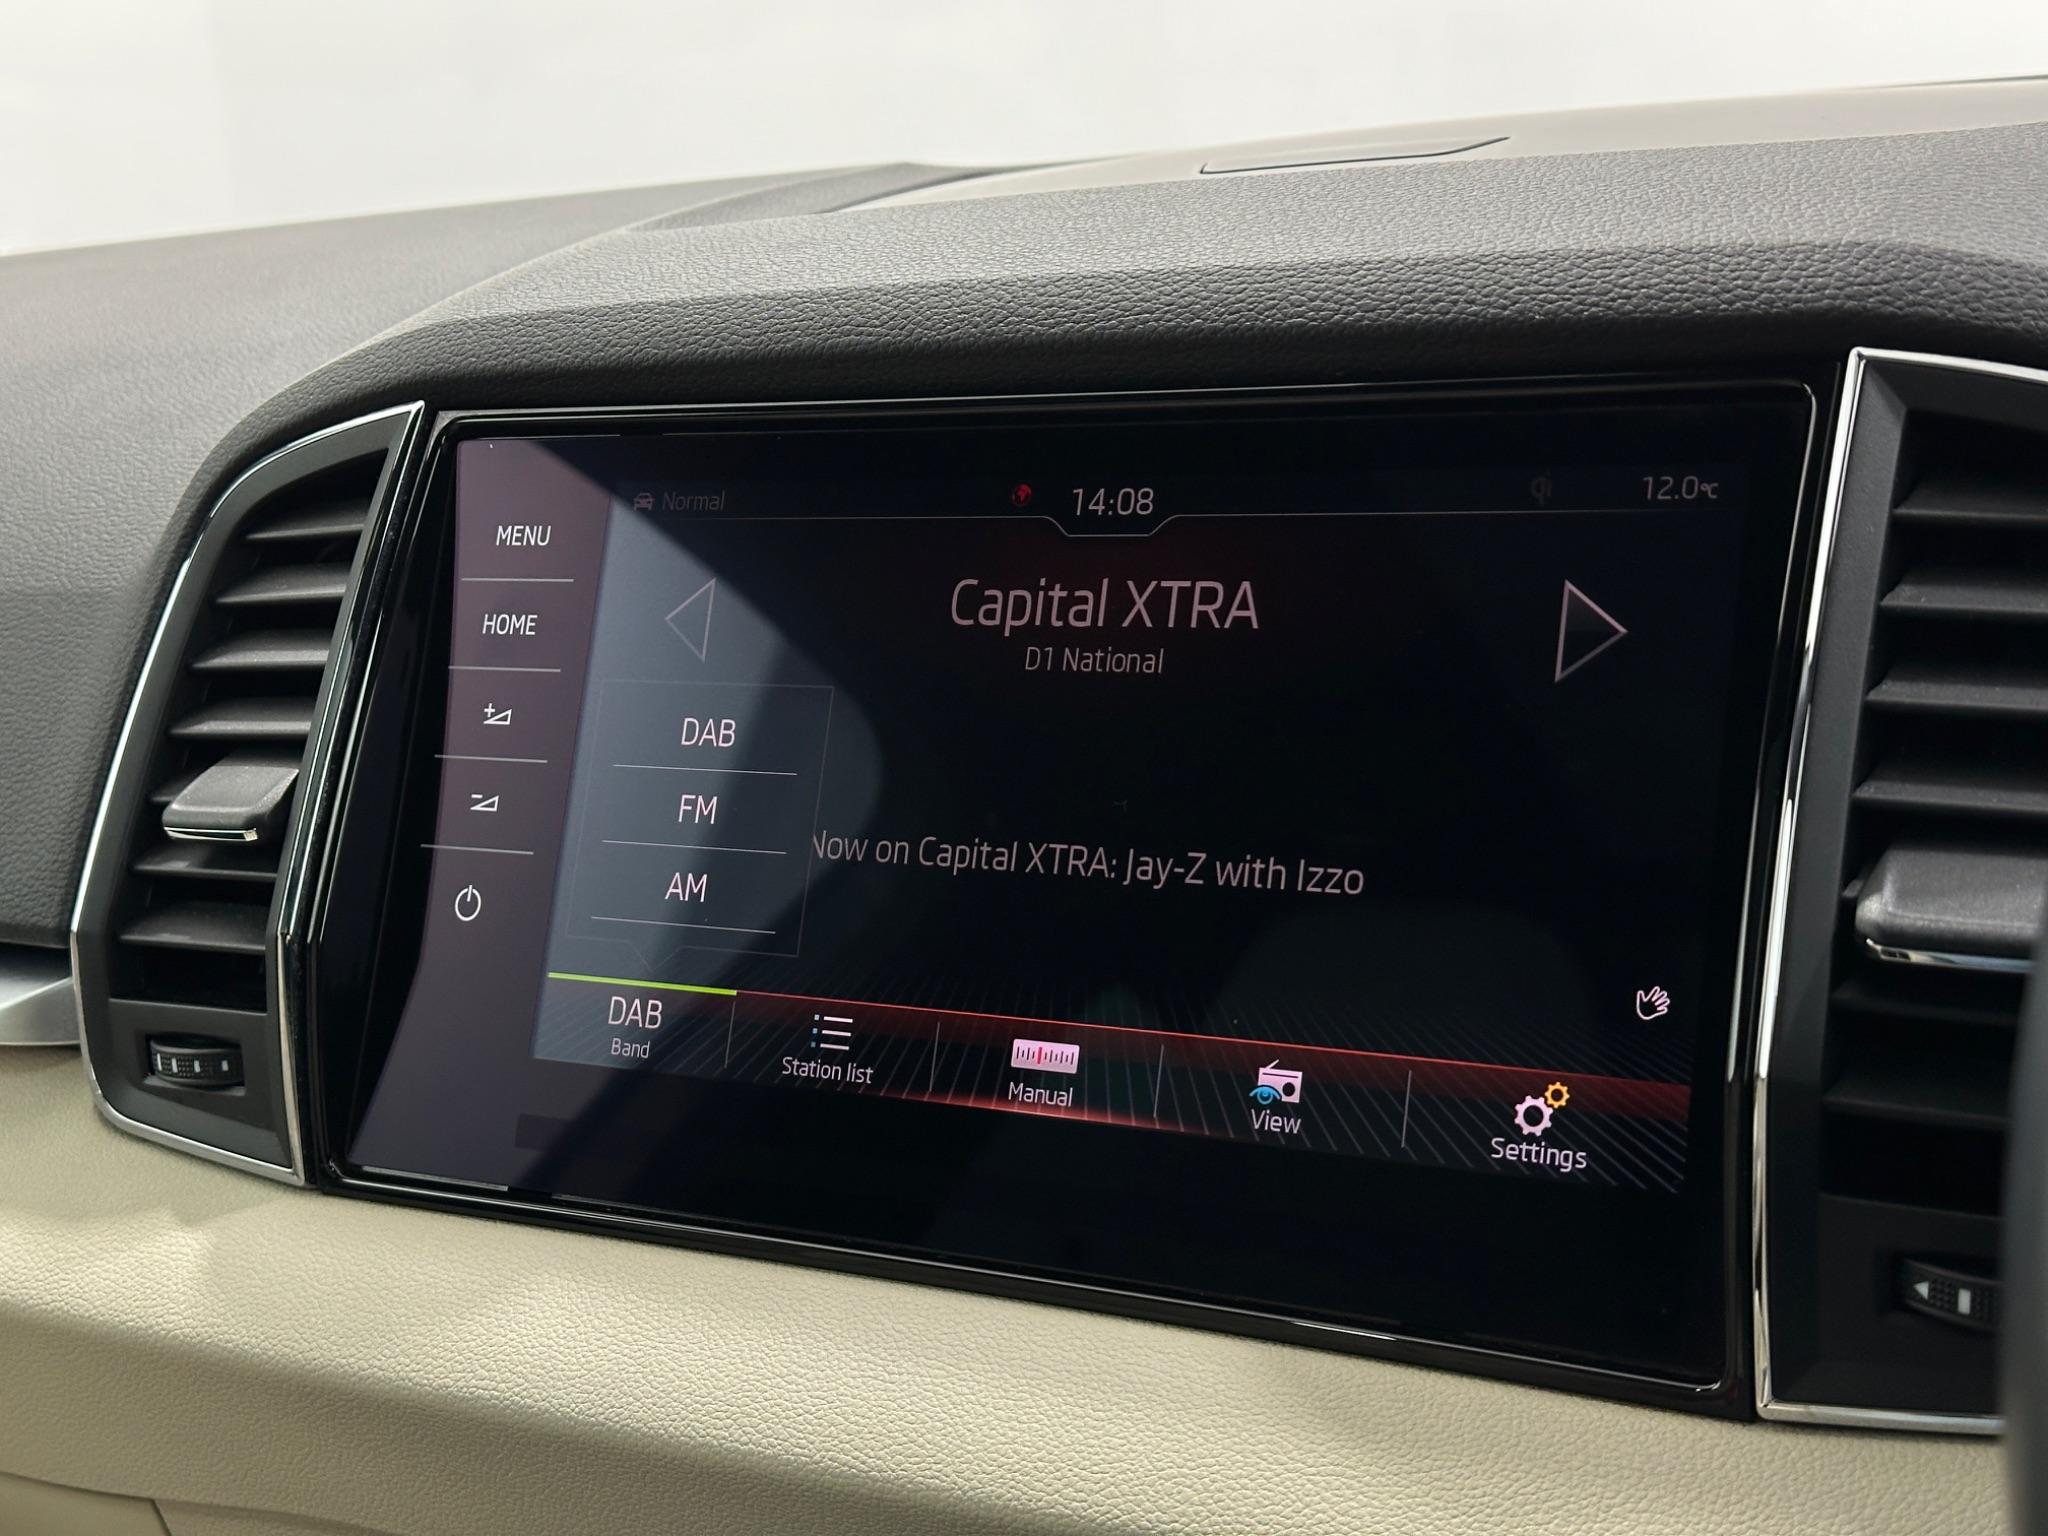 Normal
14:08
qi
12.0°C
MENU
HOME
Capital XTRA
D1 National
DAB
FM
AM
Now on Capital XTRA: Jay-Z with Izzo
DAB
Band
Station list
Manual
View
Settings